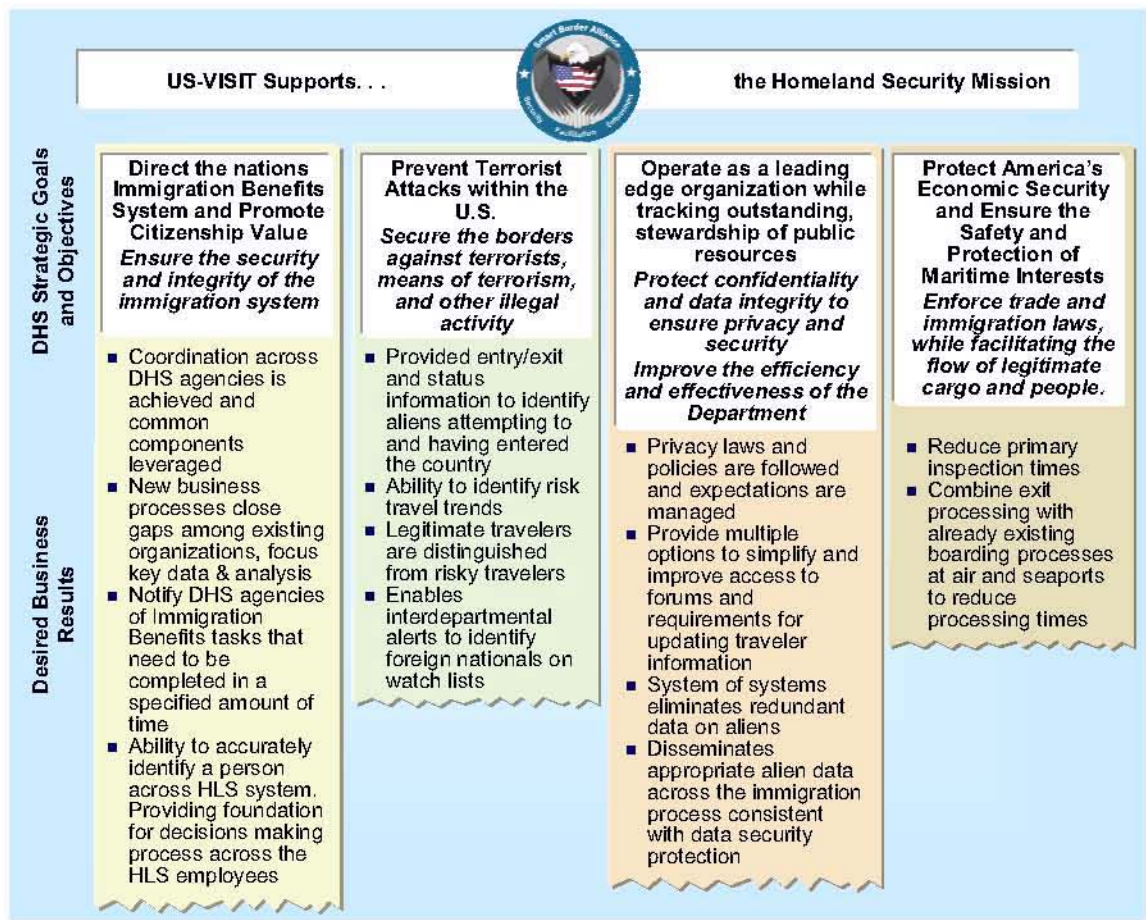 US-VISIT Supports. . .
Smart Border Alliance
Security Facilitation Enforcement
the Homeland Security Mission
DHS Strategic Goals
and Objectives
Direct the nations
Immigration Benefits
System and Promote
Citizenship Value
Ensure the security
and integrity of the
immigration system
Prevent Terrorist
Attacks within the
U.S.
Secure the borders
against terrorists,
means of terrorism,
and other illegal
activity
Operate as a leading
edge organization while
tracking outstanding,
stewardship of public
resources
Protect confidentiality
and data integrity to
ensure privacy and
security
Improve the efficiency
and effectiveness of the
Department
Protect America's
Economic Security
and Ensure the
Safety and
Protection of
Maritime Interests
Enforce trade and
immigration laws,
while facilitating the
flow of legitimate
cargo and people.
Desired Business
Results
■ Coordination across
DHS agencies is
achieved and
common
components
leveraged
■ New business
processes close
gaps among existing
organizations, focus
key data & analysis
■ Notify DHS agencies
of Immigration
Benefits tasks that
need to be
completed in a
specified amount of
time
■ Ability to accurately
identify a person
across HLS system.
Providing foundation
for decisions making
process across the
HLS employees
■ Provided entry/exit
and status
information to identify
aliens attempting to
and having entered
the country
■ Ability to identify risk
travel trends
■ Legitimate travelers
are distinguished
from risky travelers
■ Enables
interdepartmental
alerts to identify
foreign nationals on
watch lists
■ Privacy laws and
policies are followed
and expectations are
managed
■ Provide multiple
options to simplify and
improve access to
forums and
requirements for
updating traveler
information
■ System of systems
eliminates redundant
data on aliens
■ Disseminates
appropriate alien data
across the immigration
process consistent
with data security
protection
■ Reduce primary
inspection times
■ Combine exit
processing with
already existing
boarding processes
at air and seaports
to reduce
processing times